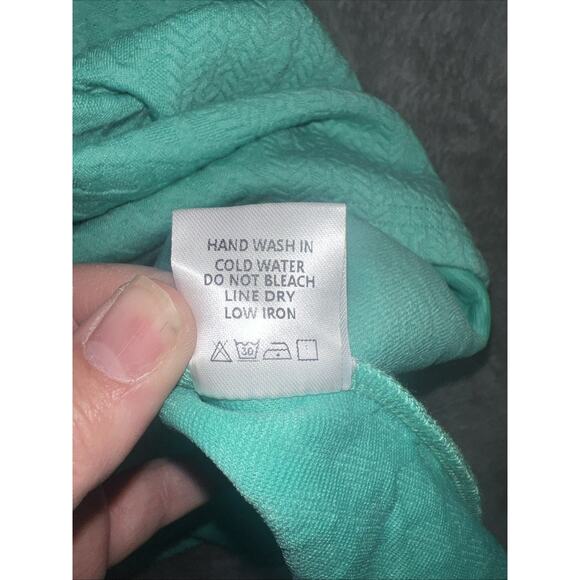 HAND WASH IN
COLD WATER
DO NOT BLEACH
LINE DRY
LOW IRON
30